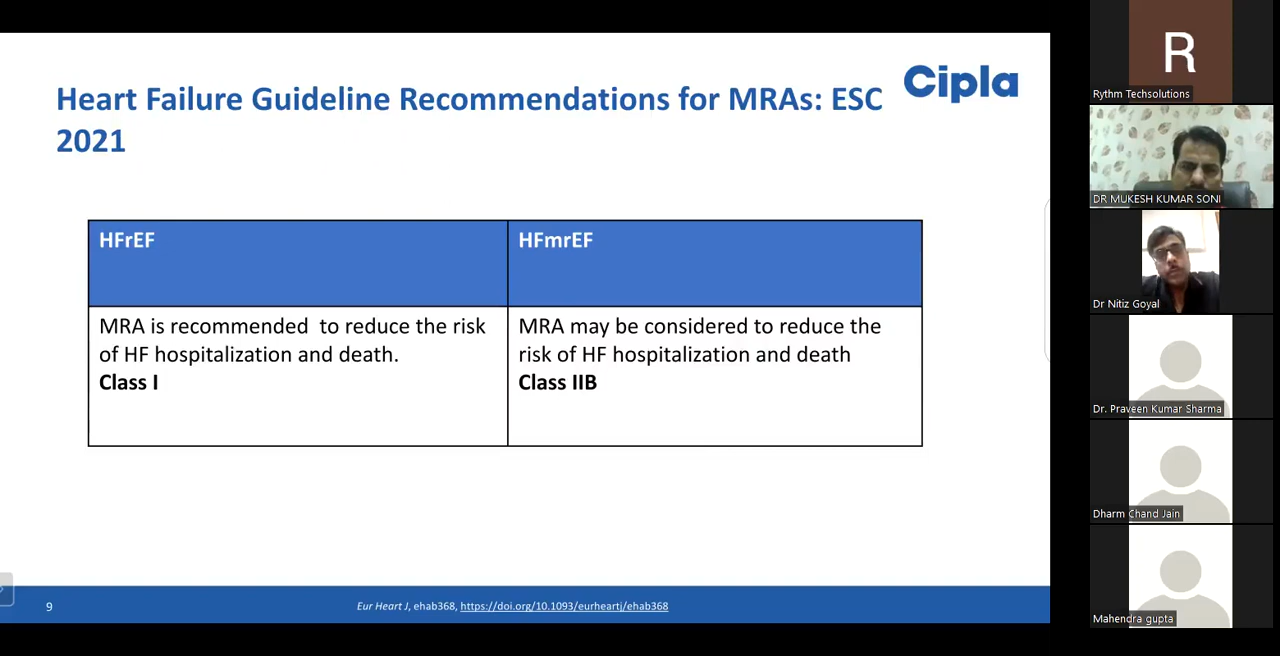 Heart Failure Guideline Recommendations for MRAs: ESC
2021
Cipla
HFrEF
HFmrEF
MRA is recommended  to reduce the risk
of HF hospitalization and death.
Class I
MRA may be considered to reduce the
risk of HF hospitalization and death
Class IIB
9
Eur Heart J, ehab368, https://doi.org/10.1093/eurheartj/ehab368
R
Rythm Techsolutions
DR MUKESH KUMAR SONI
Dr Nitiz Goyal
Dr. Praveen Kumar Sharma
Dharm Chand Jain
Mahendra gupta